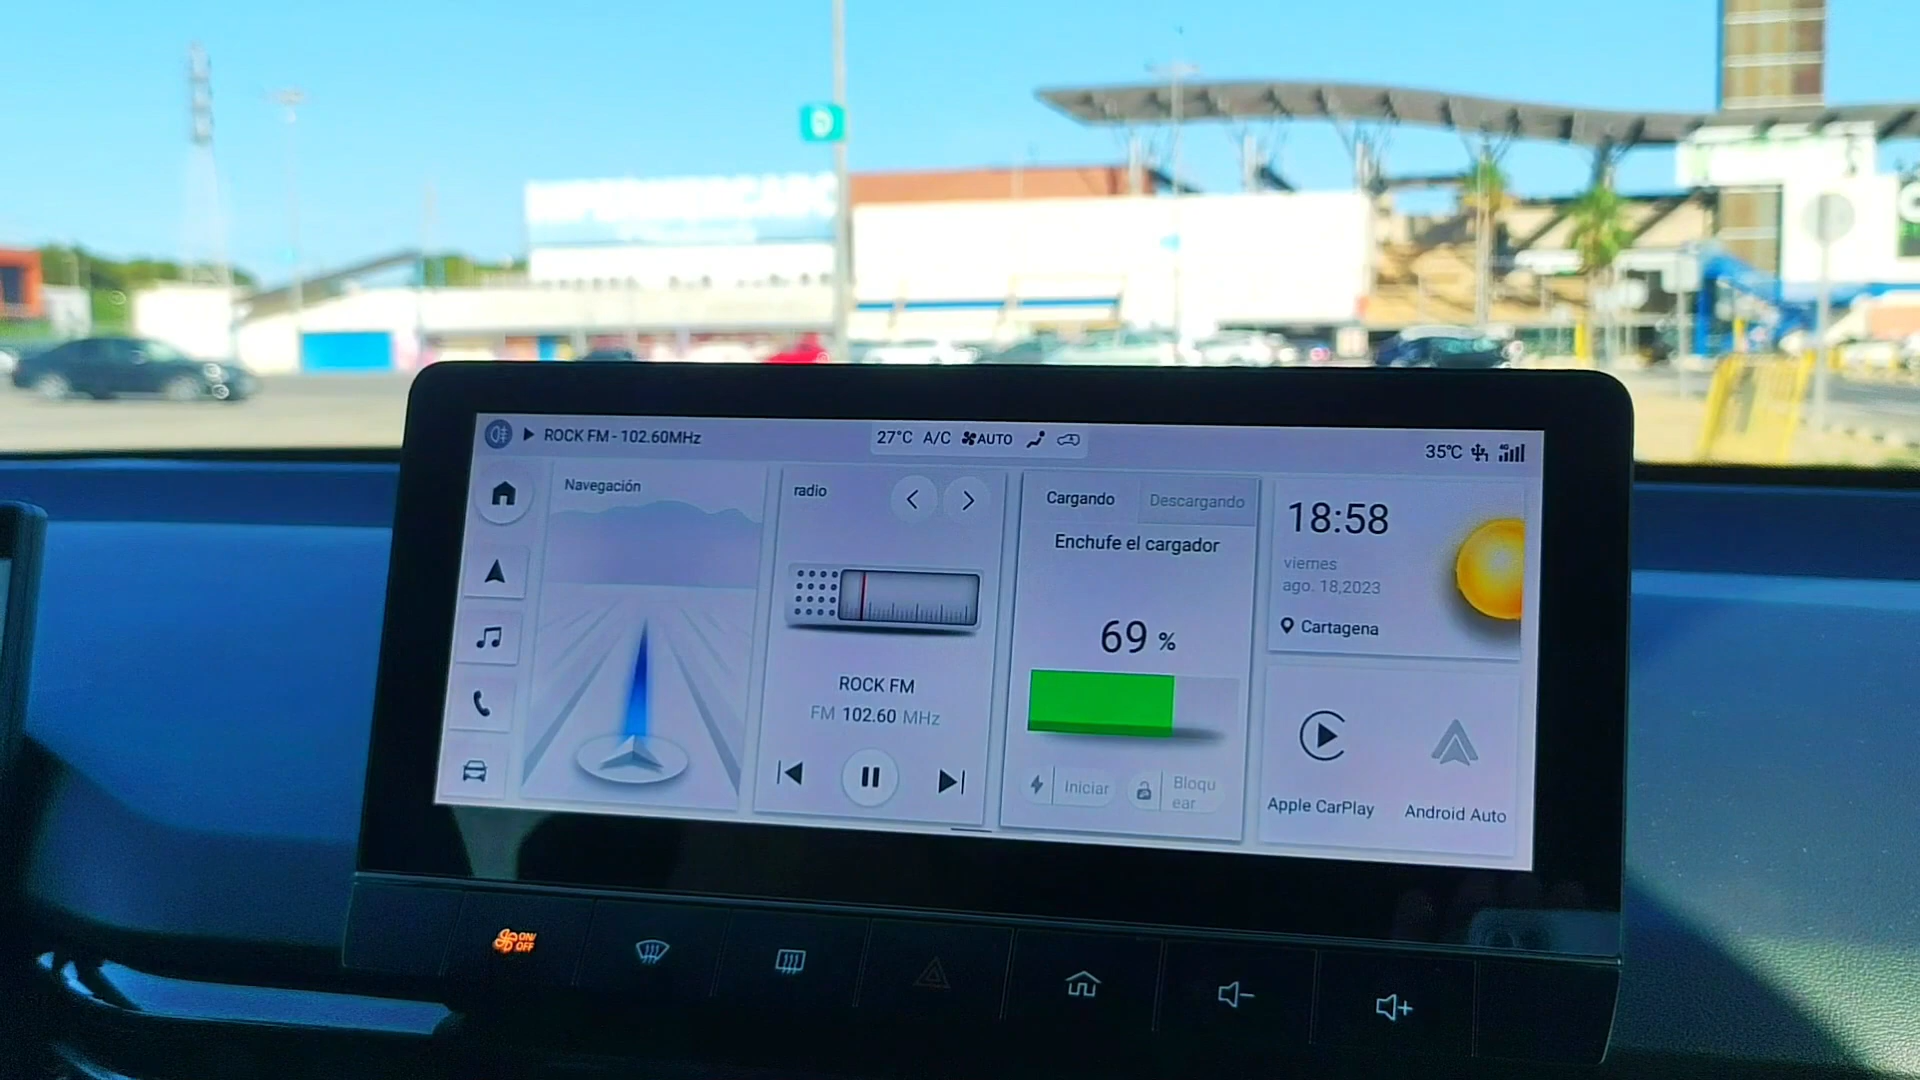 ROCK FM - 102.60MHz
27°C A/C AUTO
35°C 4G
Navegación
radio
ROCK FM
FM 102.60 MHz
Cargando Descargando
Enchufe el cargador
69 %
Iniciar
Bloqu
ear
18:58
viernes
ago. 18,2023
Cartagena
Apple CarPlay
Android Auto
ON/
OFF